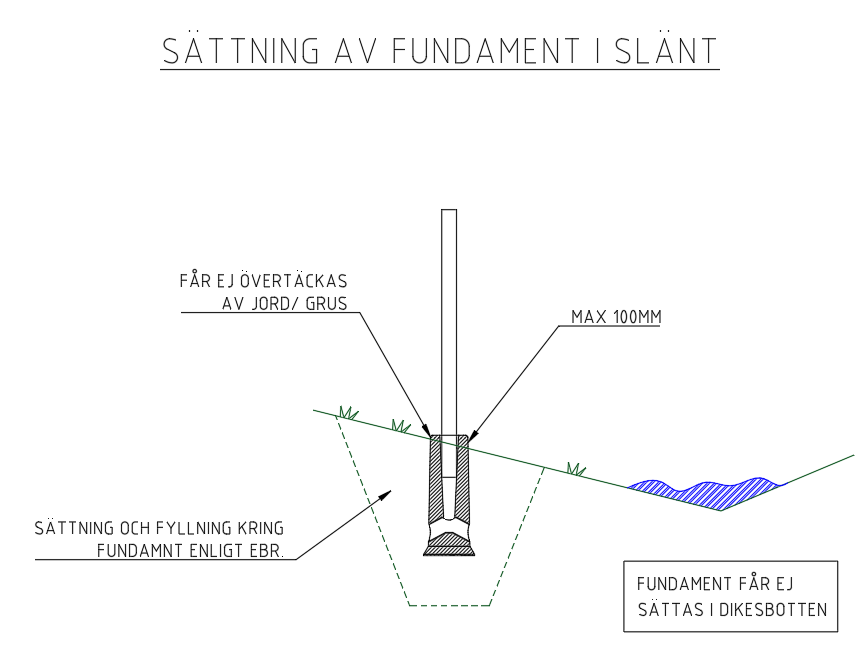 SÄTTNING AV FUNDAMENT I SLÄNT
FÅR EJ ÖVERTÄCKAS
AV JORD/ GRUS
MAX 100MM
SÄTTNING OCH FYLLNING KRING
FUNDAMNT ENLIGT EBR.
FUNDAMENT FÅR EJ
SÄTTAS I DIKESBOTTEN